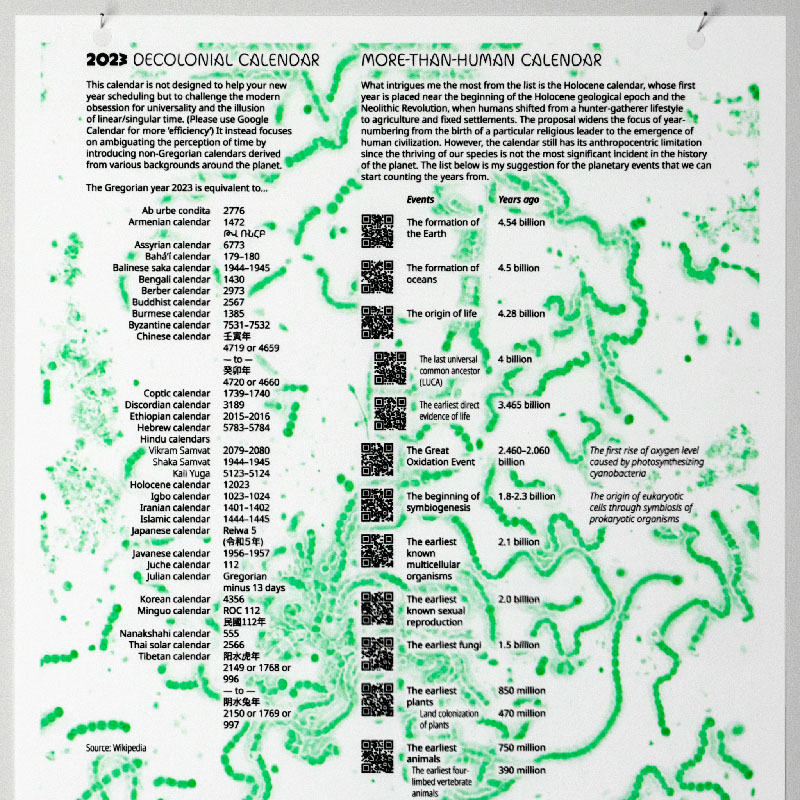 2023 DECOLONIAL CALENDAR
This calendar is not designed to help your new
year scheduling but to challenge the modern
obsession for universality and the illusion
of linear/singular time. (Please use Google
Calendar for more 'efficiency') It instead focuses
on ambiguating the perception of time by
introducing non-Gregorian calendars derived
from various backgrounds around the planet.
The Gregorian year 2023 is equivalent to...
Ab urbe condita 2776
Armenian calendar 1472
ԹՎ ՌՆՀԲ
Assyrian calendar 6773
Bahá'í calendar 179–180
Balinese saka calendar 1944–1945
Bengali calendar 1430
Berber calendar 2973
Buddhist calendar 2567
Burmese calendar 1385
Byzantine calendar 7531–7532
Chinese calendar 壬寅年
4719 or 4659
— to —
癸卯年
4720 or 4660
Coptic calendar 1739–1740
Discordian calendar 3189
Ethiopian calendar 2015–2016
Hebrew calendar 5783–5784
Hindu calendars
Vikram Samvat 2079–2080
Shaka Samvat 1944–1945
Kali Yuga 5123–5124
Holocene calendar 12023
Igbo calendar 1023–1024
Iranian calendar 1401–1402
Islamic calendar 1444–1445
Japanese calendar Reiwa 5
(令和5年)
Javanese calendar 1956–1957
Juche calendar 112
Julian calendar Gregorian
minus 13 days
Korean calendar 4356
Minguo calendar ROC 112
民國112年
Nanakshahi calendar 555
Thai solar calendar 2566
Tibetan calendar 阳水虎年
2149 or 1768 or
996
— to —
阴水兔年
2150 or 1769 or
997
Source: Wikipedia
MORE-THAN-HUMAN CALENDAR
What intrigues me the most from the list is the Holocene calendar, whose first
year is placed near the beginning of the Holocene geological epoch and the
Neolithic Revolution, when humans shifted from a hunter-gatherer lifestyle
to agriculture and fixed settlements. The proposal widens the focus of year-
numbering from the birth of a particular religious leader to the emergence of
human civilization. However, the calendar still has its anthropocentric limitation
since the thriving of our species is not the most significant incident in the history
of the planet. The list below is my suggestion for the planetary events that we can
start counting the years from.
Events Years ago
The formation of 4.54 billion
the Earth
The formation of 4.5 billion
oceans
The origin of life 4.28 billion
The last universal 4 billion
common ancestor
(LUCA)
The earliest direct 3.465 billion
evidence of life
The Great 2.460–2.060 The first rise of oxygen level
Oxidation Event billion caused by photosynthesizing
cyanobacteria
The beginning of 1.8-2.3 billion The origin of eukaryotic
symbiogenesis cells through symbiosis of
prokaryotic organisms
The earliest 2.1 billion
known
multicellular
organisms
The earliest 2.0 billion
known sexual
reproduction
The earliest fungi 1.5 billion
The earliest 850 million
plants
Land colonization 470 million
of plants
The earliest 750 million
animals
The earliest four- 390 million
limbed vertebrate
animals